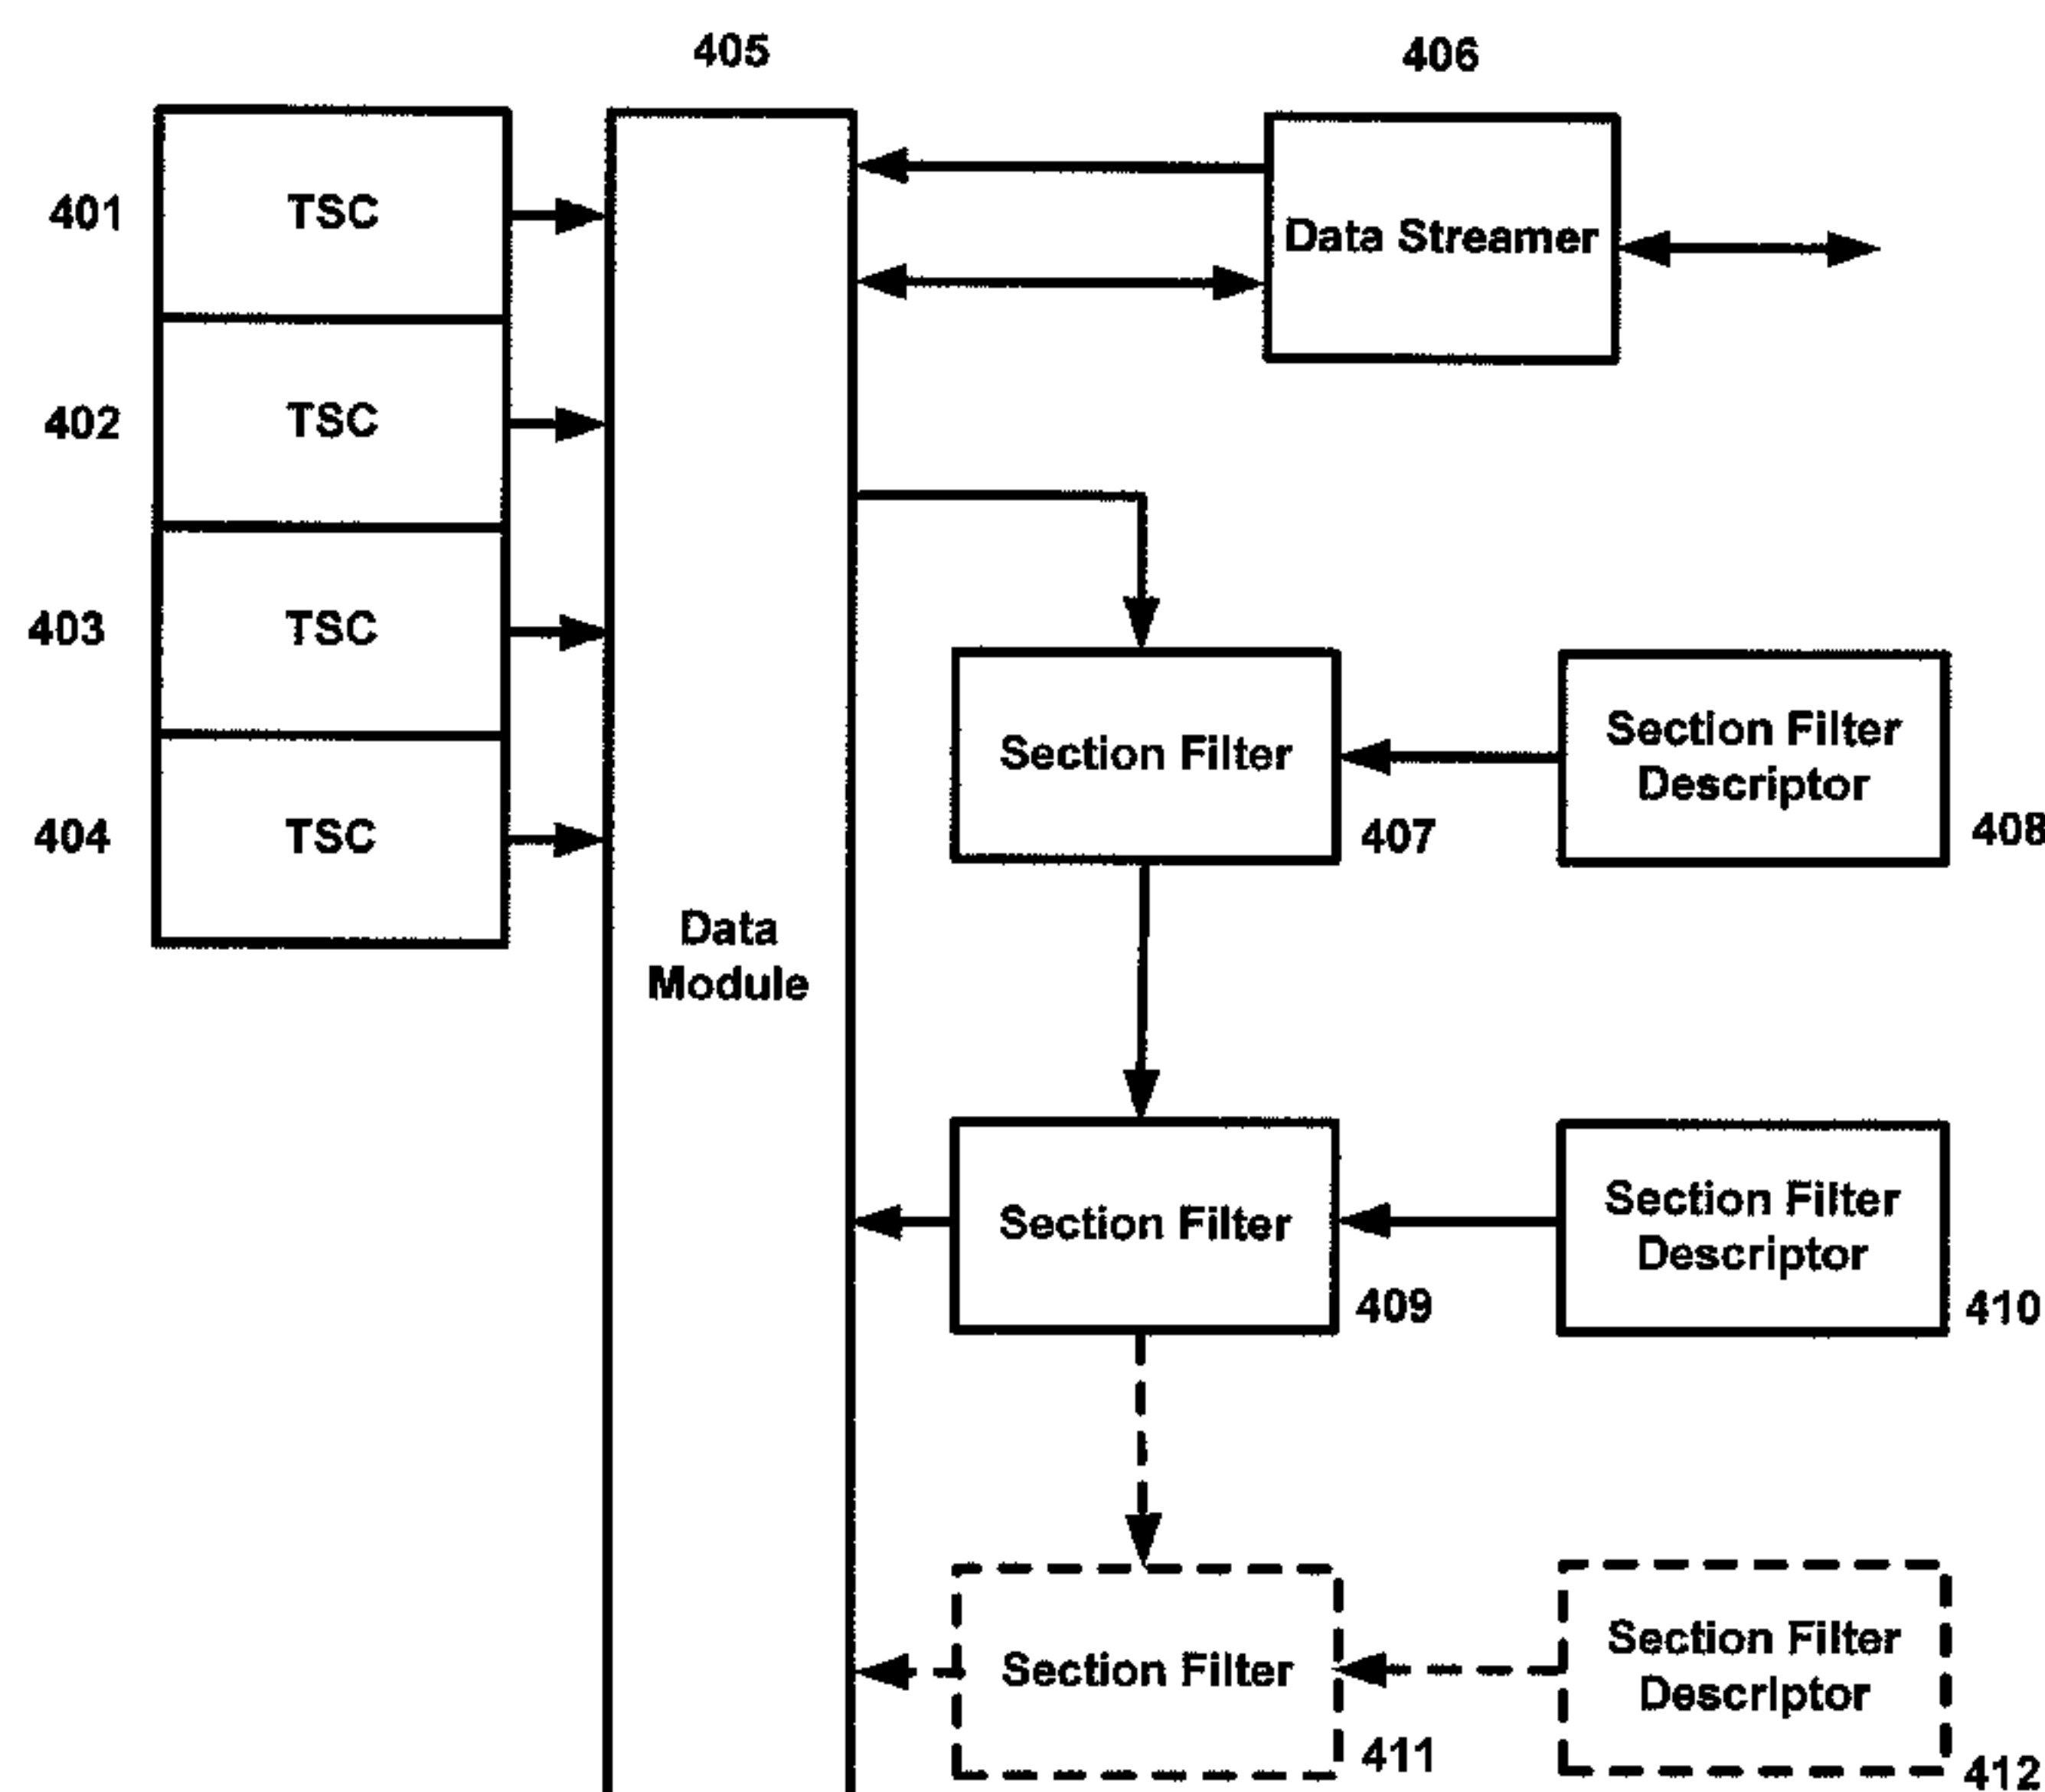 405
406
401
TSC
Data Streamer
402
TSC
403
TSC
Section Filter
Section Filter
Descriptor
404
TSC
407
408
Data
Module
Section Filter
Section Filter
Descriptor
409
410
Section Filter
Section Filter
Descriptor
411
412